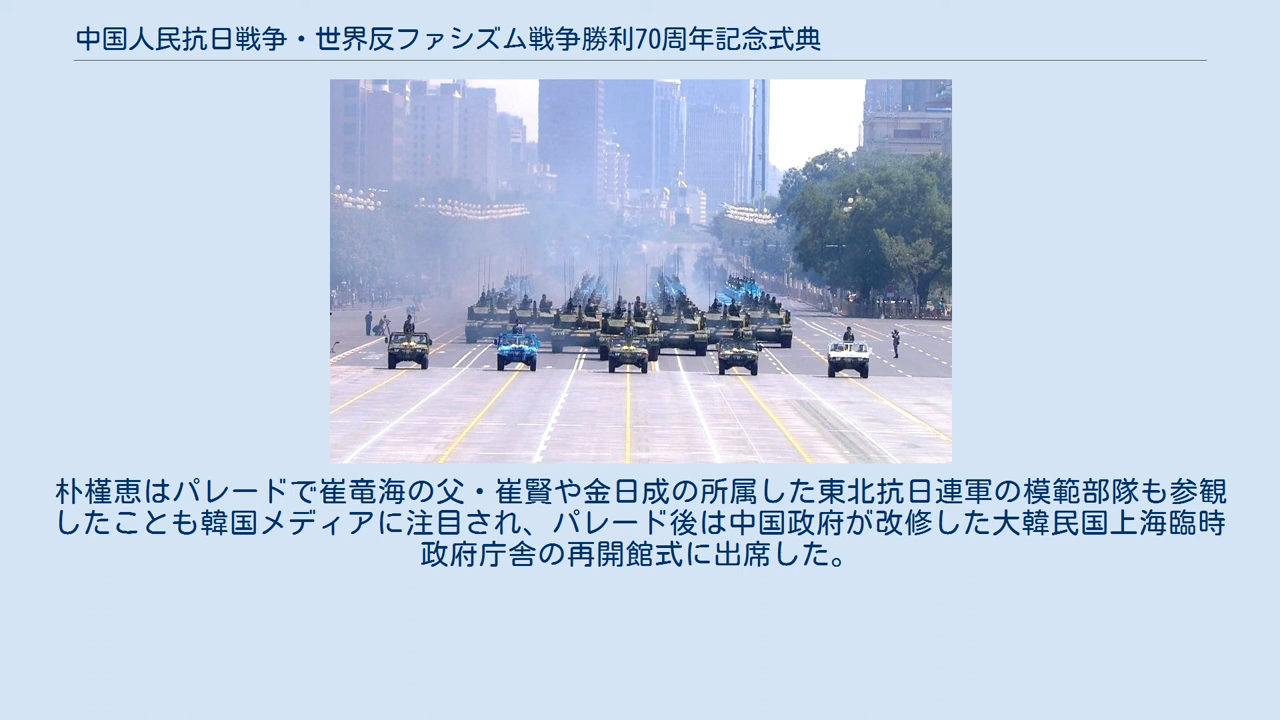 中国人民抗日戦争・世界反ファシズム戦争勝利70周年記念式典
朴槿恵はパレードで崔竜海の父・崔賢や金日成の所属した東北抗日連軍の模範部隊も参観
したことも韓国メディアに注目され、パレード後は中国政府が改修した大韓民国上海臨時
政府庁舎の再開館式に出席した。